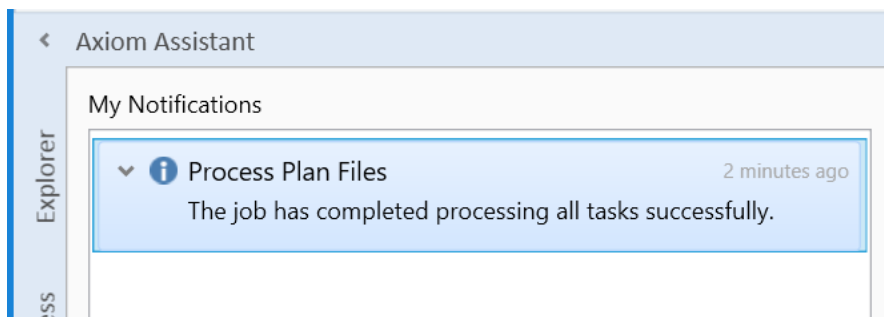 Axiom Assistant
My Notifications
Explorer
Process Plan Files
2 minutes ago
The job has completed processing all tasks successfully.